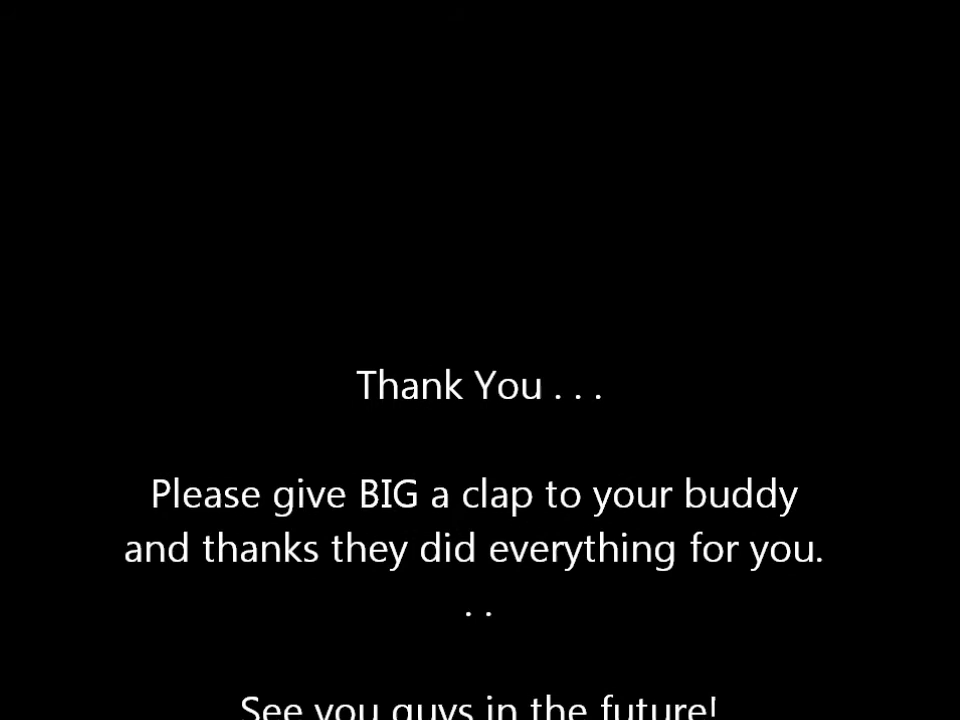 Thank You . . .
Please give BIG a clap to your buddy
and thanks they did everything for you.
. .
See you guys in the future!